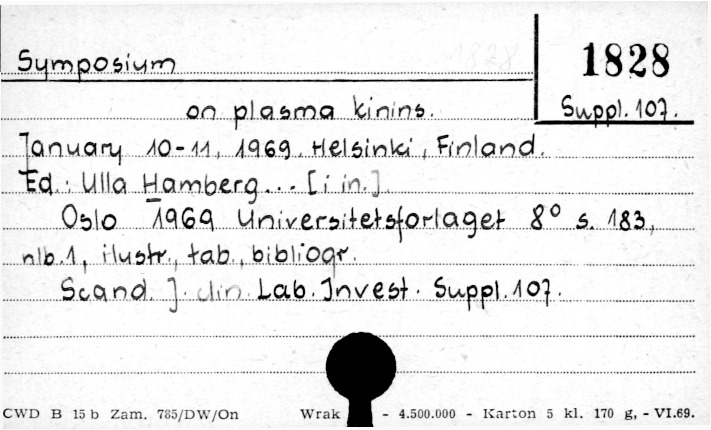 Symposium 1828
on plasma kinins. Suppl. 107.
January 10-11, 1969. Helsinki, Finland.
Ed.: Ulla Hamberg... [i in.]
Oslo 1969 Universitetsforlaget 8° s. 183,
nlb. 1, ilustr., tab., bibliogr.
Scand. J. clin. Lab. Invest. Suppl. 107.
CWD B 15 b Zam. 785/DW/On Wrak - 4.500.000 - Karton 5 kl. 170 g, - VI.69.